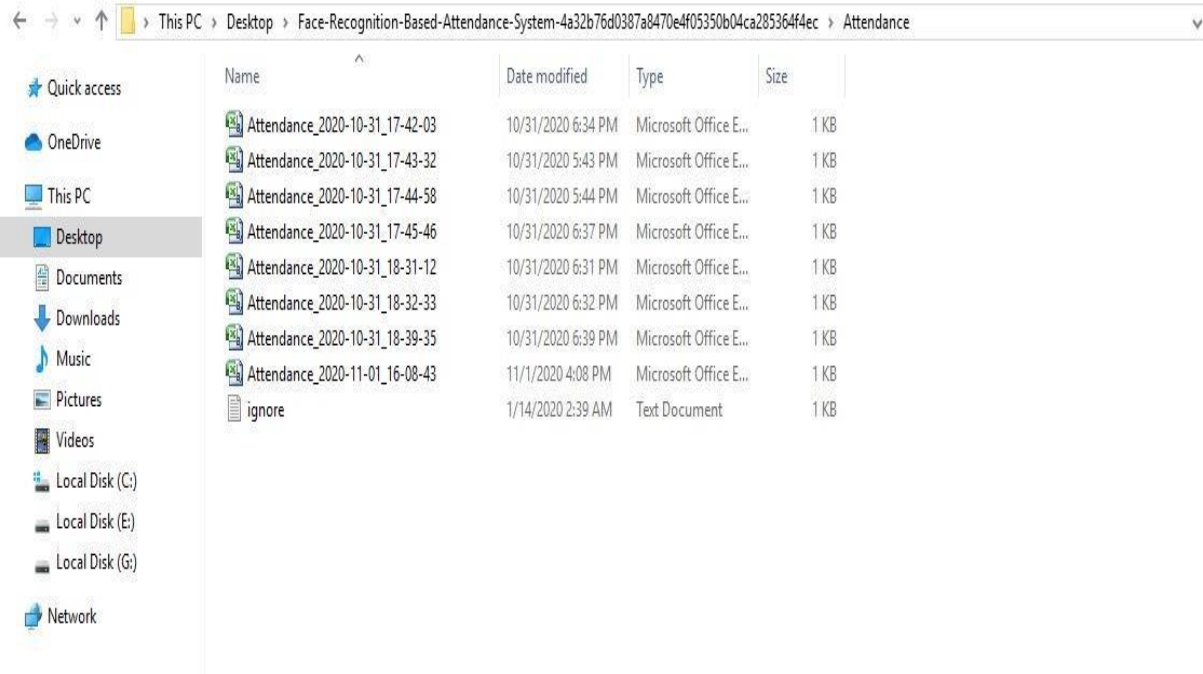 This PC › Desktop › Face-Recognition-Based-Attendance-System-4a32b76d0387a8470e4f05350b04ca285364f4ec › Attendance
Quick access
OneDrive
This PC
Desktop
Documents
Downloads
Music
Pictures
Videos
Local Disk (C:)
Local Disk (E:)
Local Disk (G:)
Network
Name Date modified Type Size
Attendance_2020-10-31_17-42-03 10/31/2020 6:34 PM Microsoft Office E... 1 KB
Attendance_2020-10-31_17-43-32 10/31/2020 5:43 PM Microsoft Office E... 1 KB
Attendance_2020-10-31_17-44-58 10/31/2020 5:44 PM Microsoft Office E... 1 KB
Attendance_2020-10-31_17-45-46 10/31/2020 6:37 PM Microsoft Office E... 1 KB
Attendance_2020-10-31_18-31-12 10/31/2020 6:31 PM Microsoft Office E... 1 KB
Attendance_2020-10-31_18-32-33 10/31/2020 6:32 PM Microsoft Office E... 1 KB
Attendance_2020-10-31_18-39-35 10/31/2020 6:39 PM Microsoft Office E... 1 KB
Attendance_2020-11-01_16-08-43 11/1/2020 4:08 PM Microsoft Office E... 1 KB
ignore 1/14/2020 2:39 AM Text Document 1 KB